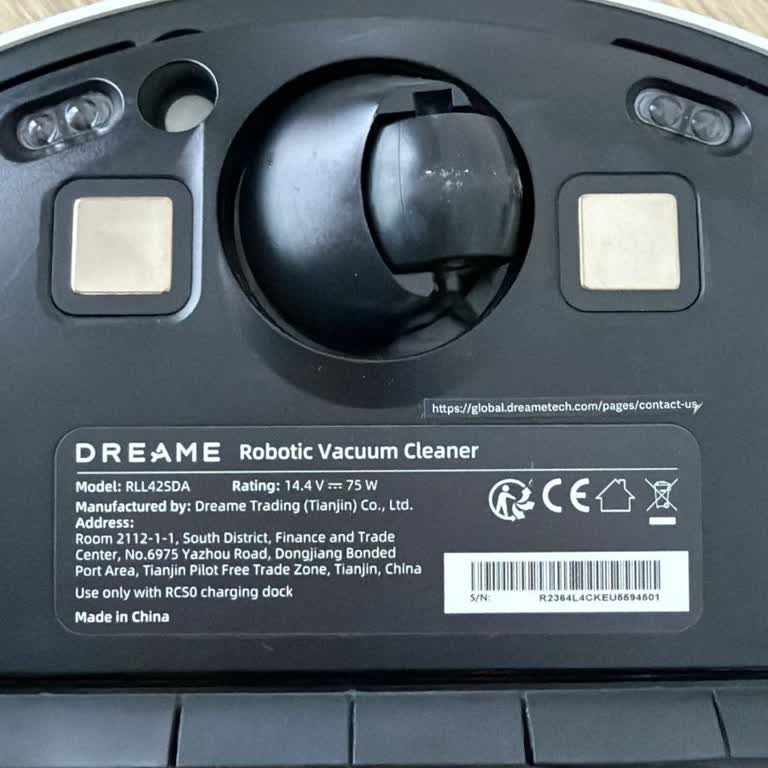 https://global.dreametech.com/pages/contact-us
DREAME Robotic Vacuum Cleaner
Model: RLL42SDA Rating: 14.4 V ⎓ 75 W
Manufactured by: Dreame Trading (Tianjin) Co., Ltd.
Address:
Room 2112-1-1, South District, Finance and Trade
Center, No.6975 Yazhou Road, Dongjiang Bonded
Port Area, Tianjin Pilot Free Trade Zone, Tianjin, China
Use only with RCS0 charging dock
Made in China
CE
S/N: R2364L4CKEU5594501